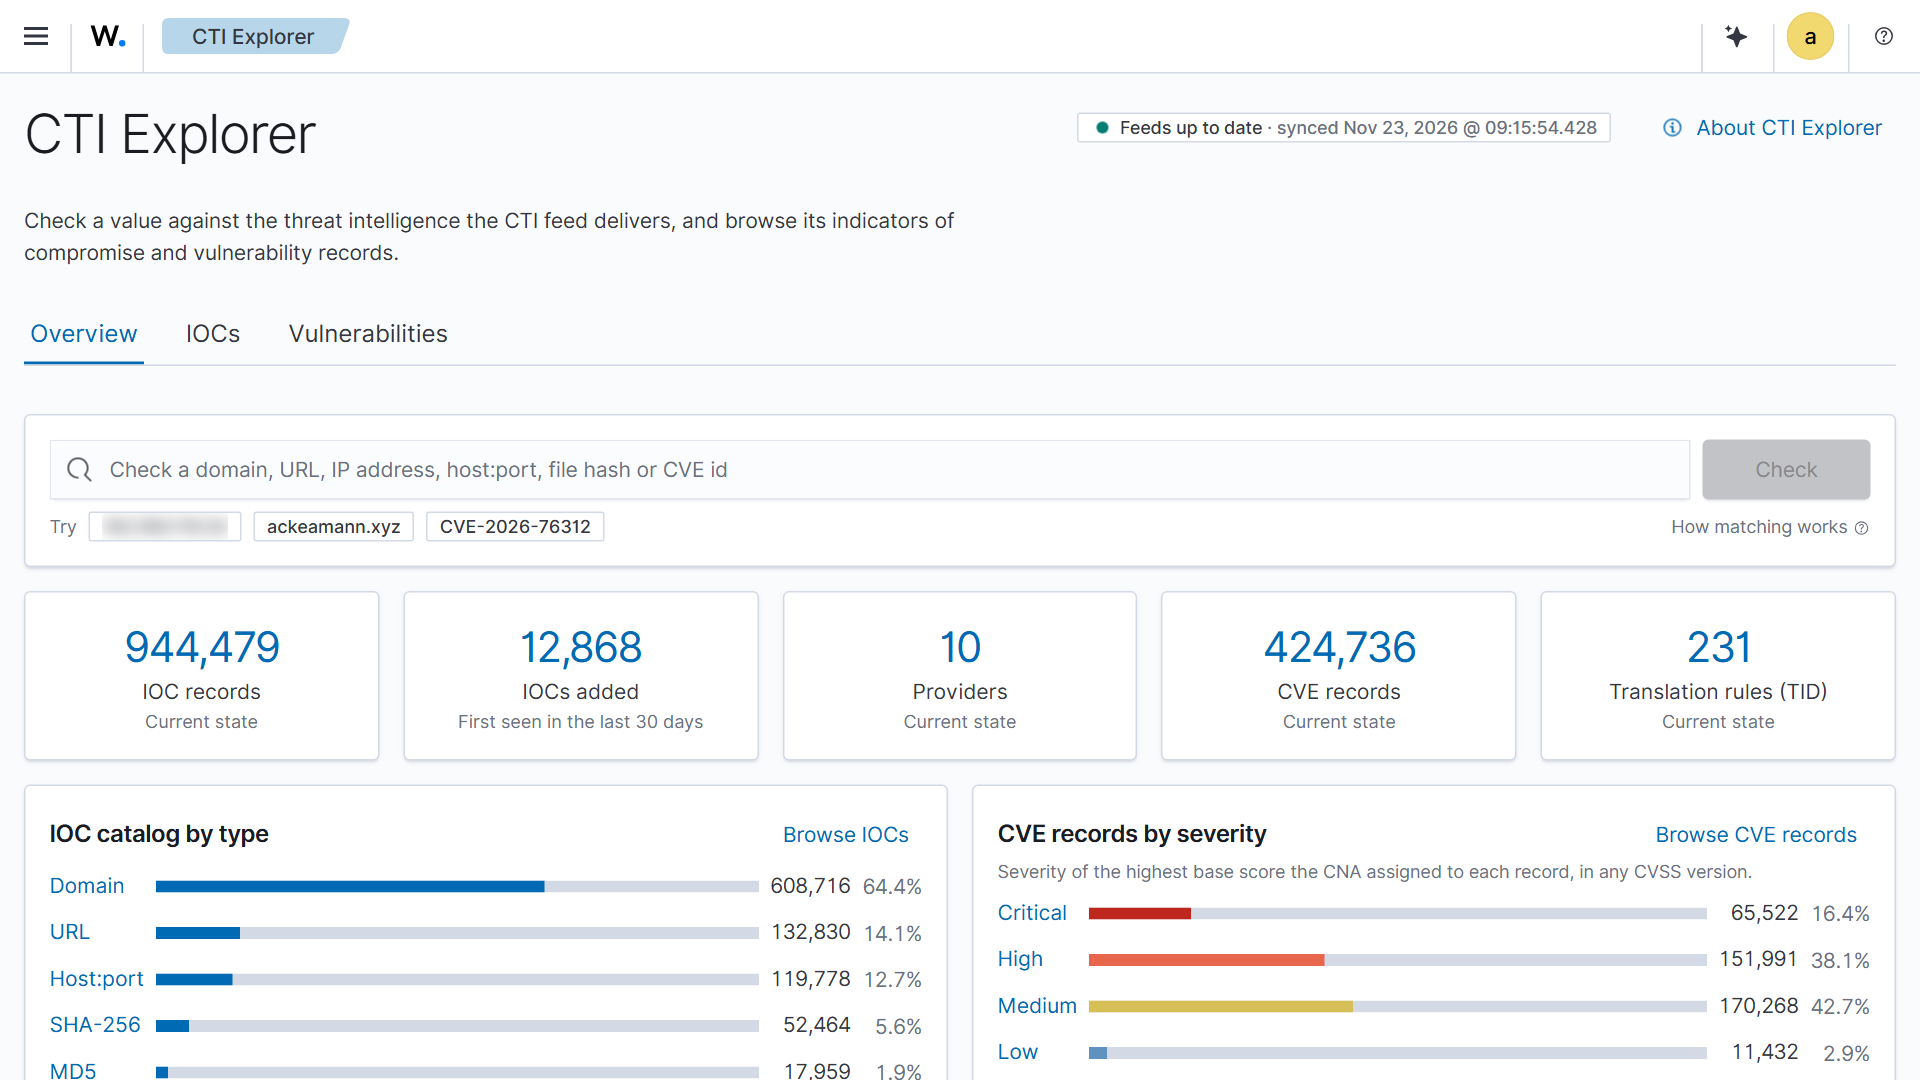 W.
CTI Explorer
a
CTI Explorer
Feeds up to date · synced Nov 23, 2026 @ 09:15:54.428
About CTI Explorer
Check a value against the threat intelligence the CTI feed delivers, and browse its indicators of
compromise and vulnerability records.
Overview
IOCs
Vulnerabilities
Check a domain, URL, IP address, host:port, file hash or CVE id
Check
Try
ackeamann.xyz
CVE-2026-76312
How matching works
944,479
IOC records
Current state
12,868
IOCs added
First seen in the last 30 days
10
Providers
Current state
424,736
CVE records
Current state
231
Translation rules (TID)
Current state
IOC catalog by type
Browse IOCs
Domain 608,716 64.4%
URL 132,830 14.1%
Host:port 119,778 12.7%
SHA-256 52,464 5.6%
MD5 17,959 1.9%
CVE records by severity
Browse CVE records
Severity of the highest base score the CNA assigned to each record, in any CVSS version.
Critical 65,522 16.4%
High 151,991 38.1%
Medium 170,268 42.7%
Low 11,432 2.9%